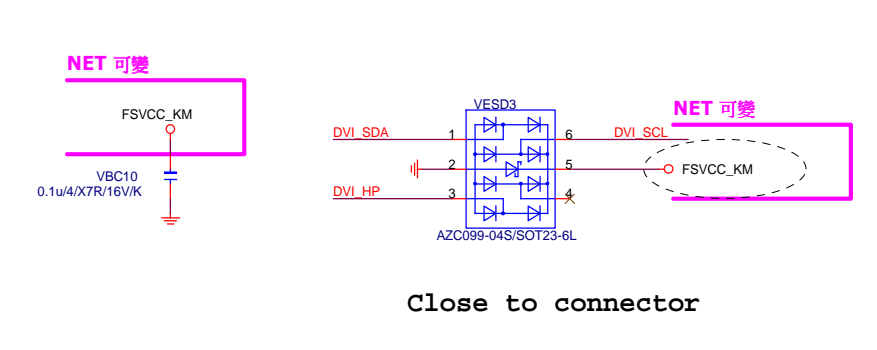 NET 可變
FSVCC_KM
VBC10
0.1u/4/X7R/16V/K
VESD3
NET 可變
DVI_SDA
1
6
DVI_SCL
2
5
FSVCC_KM
DVI_HP
3
4
AZC099-04S/SOT23-6L
Close to connector